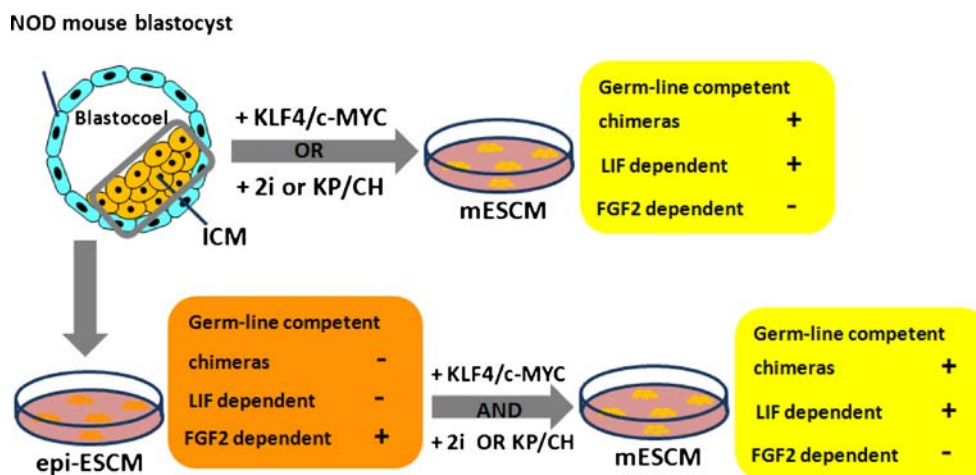 NOD mouse blastocyst
Blastocoel
ICM
+ KLF4/c-MYC
OR
+ 2i or KP/CH
mESCM
Germ-line competent
chimeras +
LIF dependent +
FGF2 dependent -
epi-ESCM
Germ-line competent
chimeras -
LIF dependent -
FGF2 dependent +
+ KLF4/c-MYC
AND
+ 2i OR KP/CH
mESCM
Germ-line competent
chimeras +
LIF dependent +
FGF2 dependent -